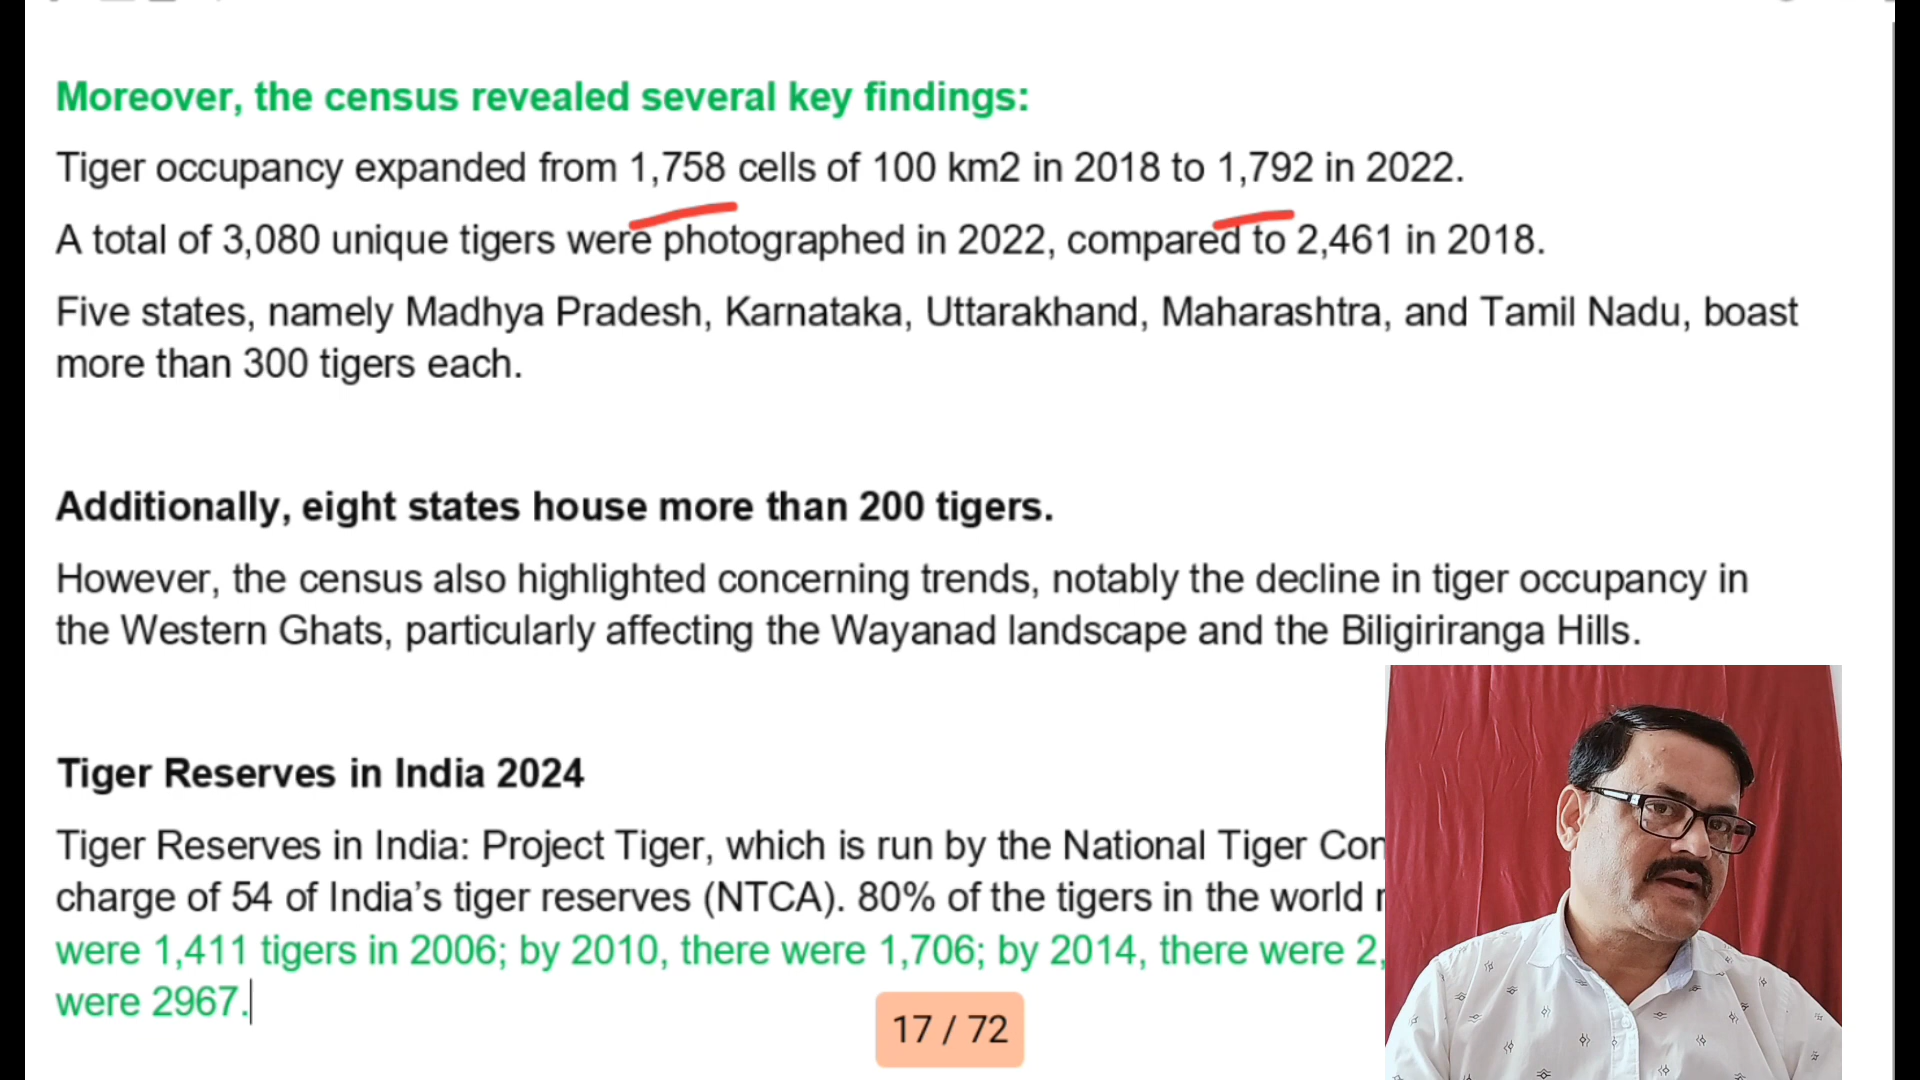 Moreover, the census revealed several key findings:
Tiger occupancy expanded from 1,758 cells of 100 km2 in 2018 to 1,792 in 2022.
A total of 3,080 unique tigers were photographed in 2022, compared to 2,461 in 2018.
Five states, namely Madhya Pradesh, Karnataka, Uttarakhand, Maharashtra, and Tamil Nadu, boast
more than 300 tigers each.
Additionally, eight states house more than 200 tigers.
However, the census also highlighted concerning trends, notably the decline in tiger occupancy in
the Western Ghats, particularly affecting the Wayanad landscape and the Biligiriranga Hills.
Tiger Reserves in India 2024
Tiger Reserves in India: Project Tiger, which is run by the National Tiger Con
charge of 54 of India's tiger reserves (NTCA). 80% of the tigers in the world
were 1,411 tigers in 2006; by 2010, there were 1,706; by 2014, there were 2,
were 2967.
17 / 72